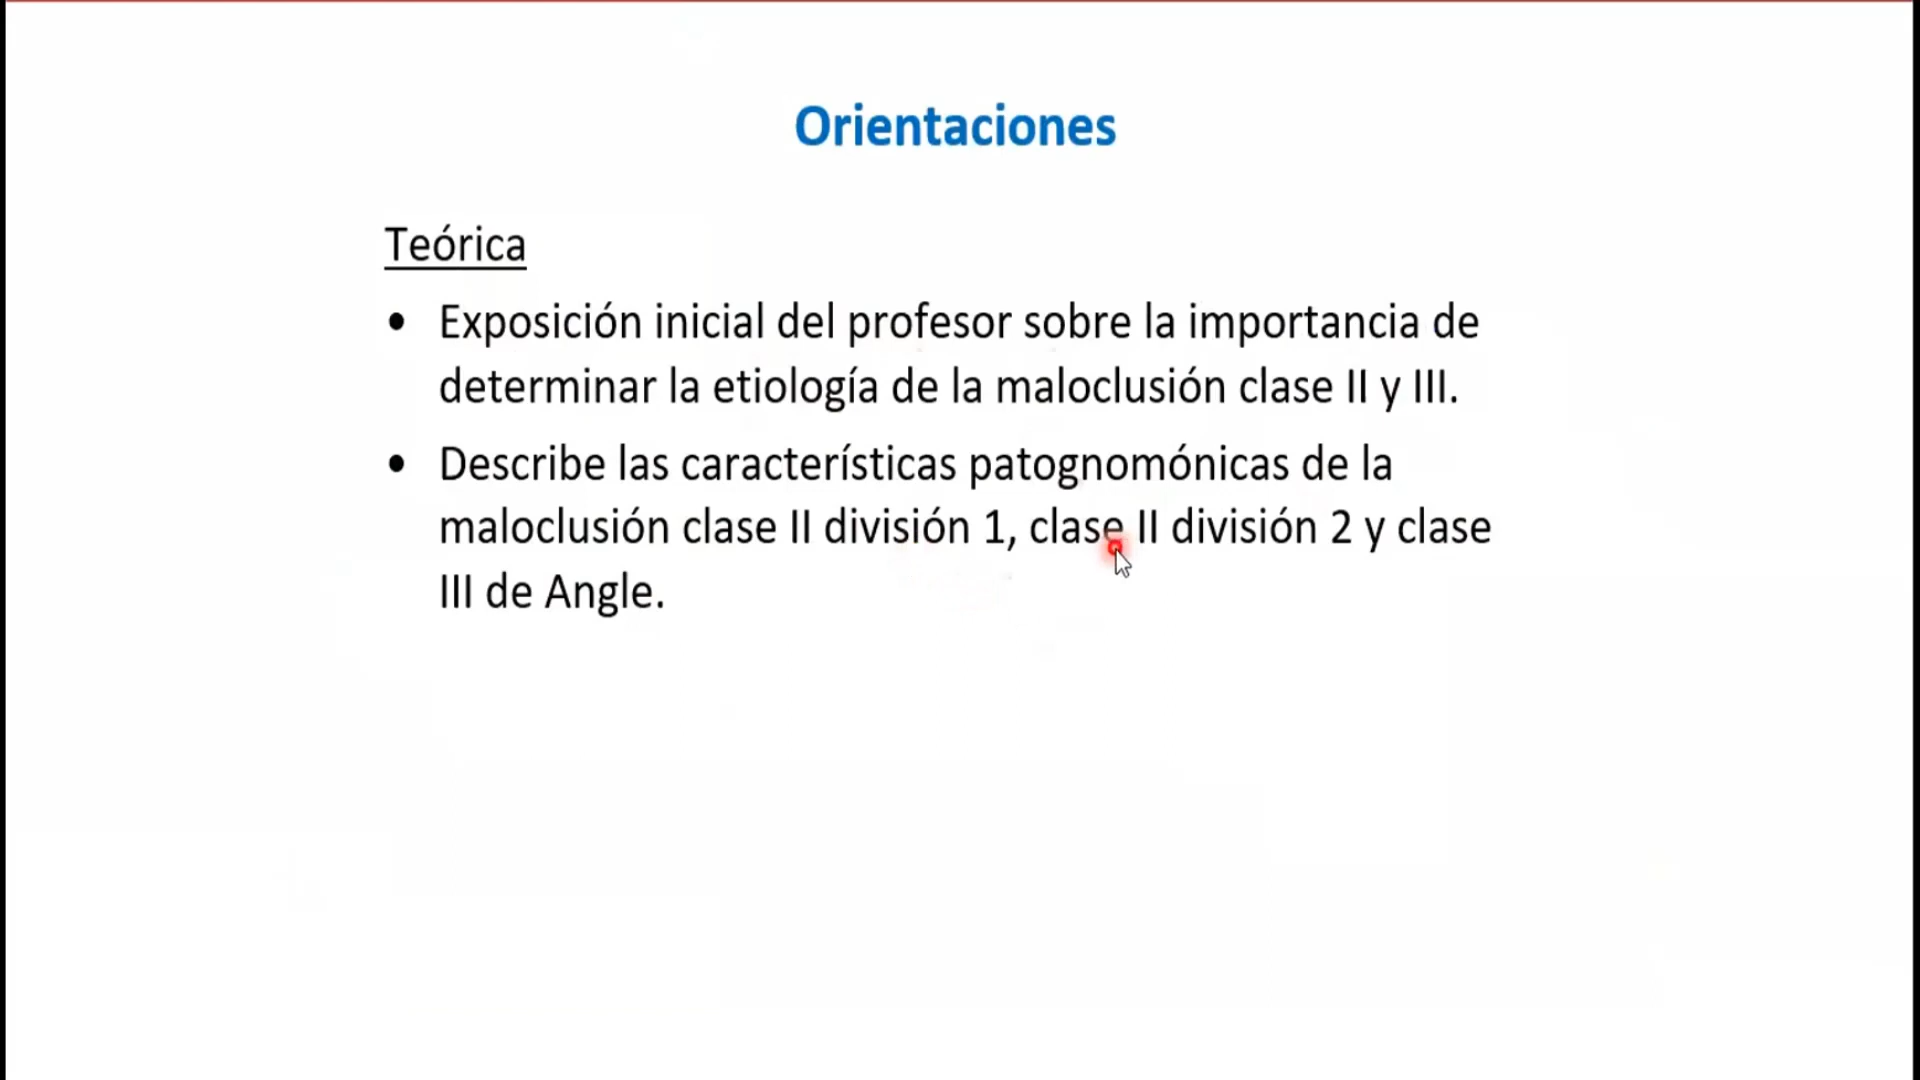 Orientaciones
Teórica
• Exposición inicial del profesor sobre la importancia de
determinar la etiología de la maloclusión clase II y III.
• Describe las características patognomónicas de la
maloclusión clase II división 1, clase II división 2 y clase
III de Angle.